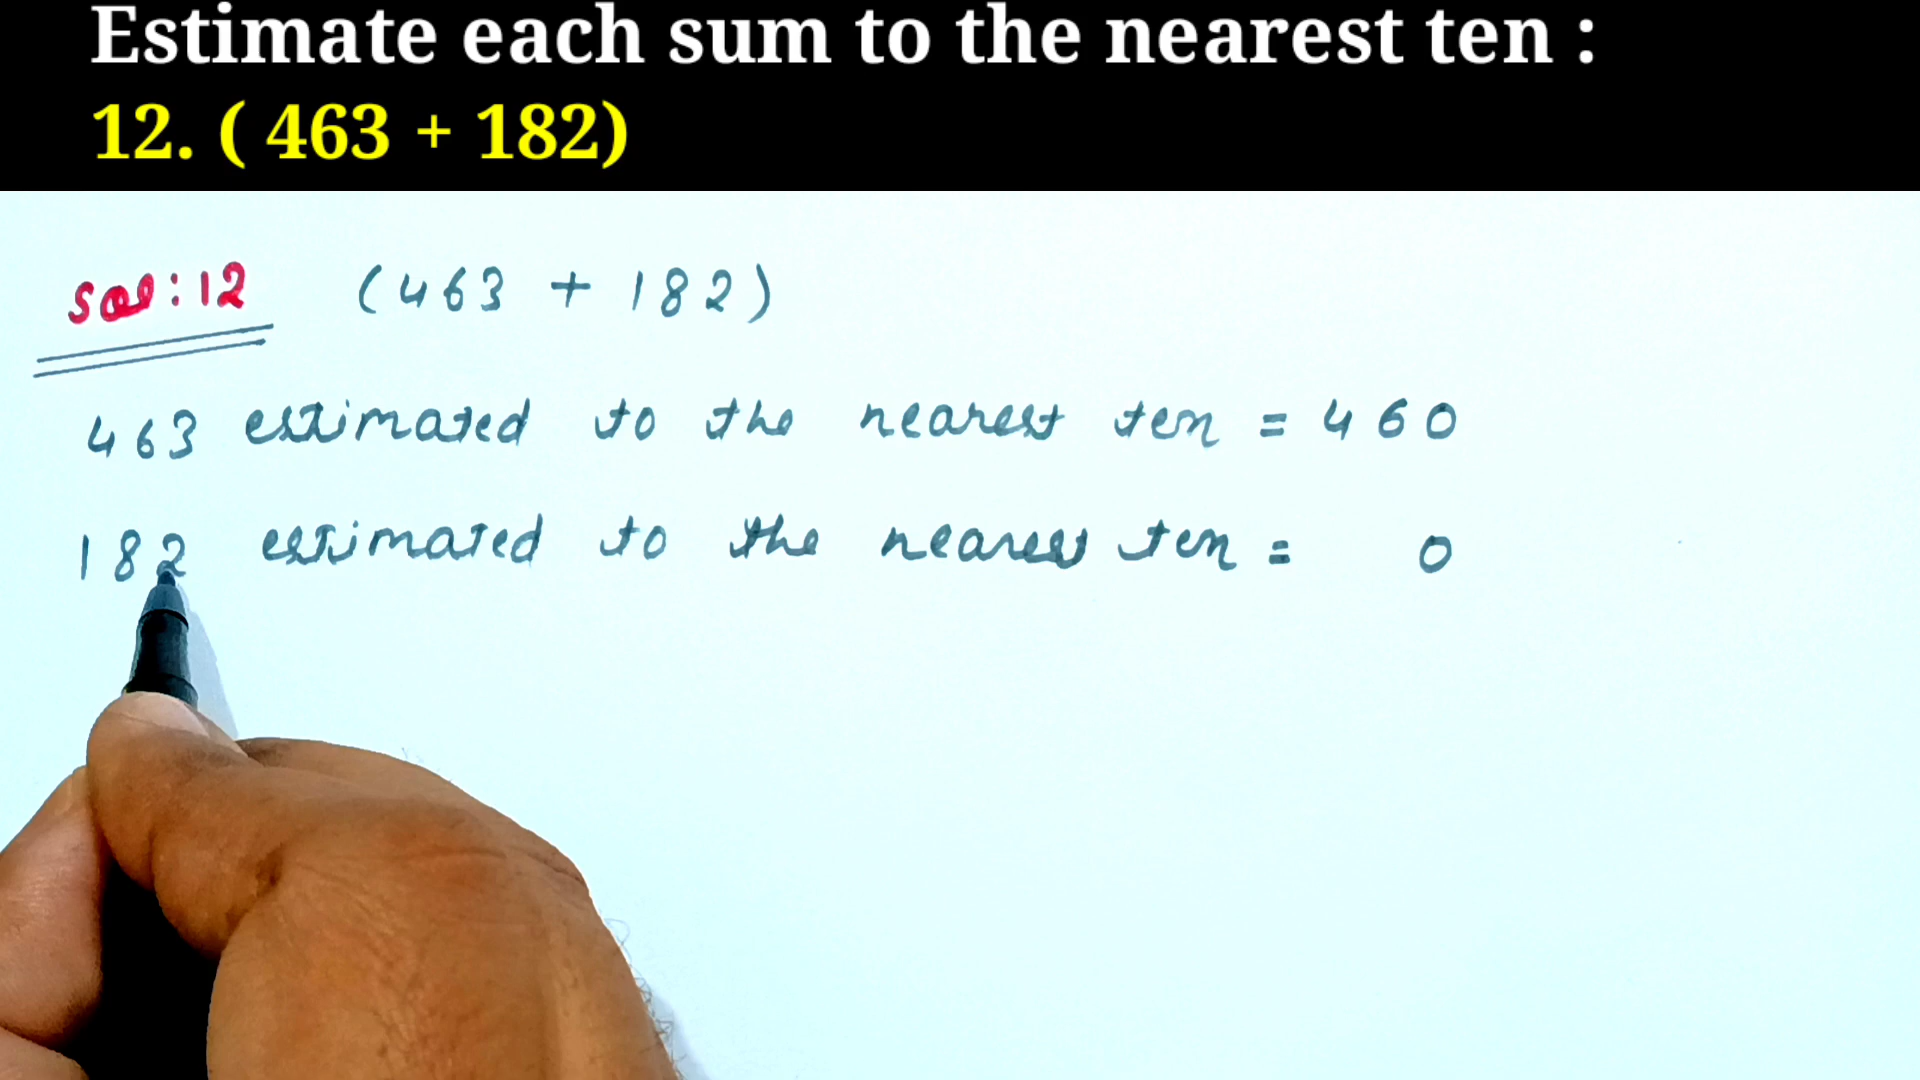 Estimate each sum to the nearest ten :
12. ( 463 + 182)
sol:12 (463 + 182)
463 estimated to the nearest ten = 460
182 estimated to the nearest ten = 0